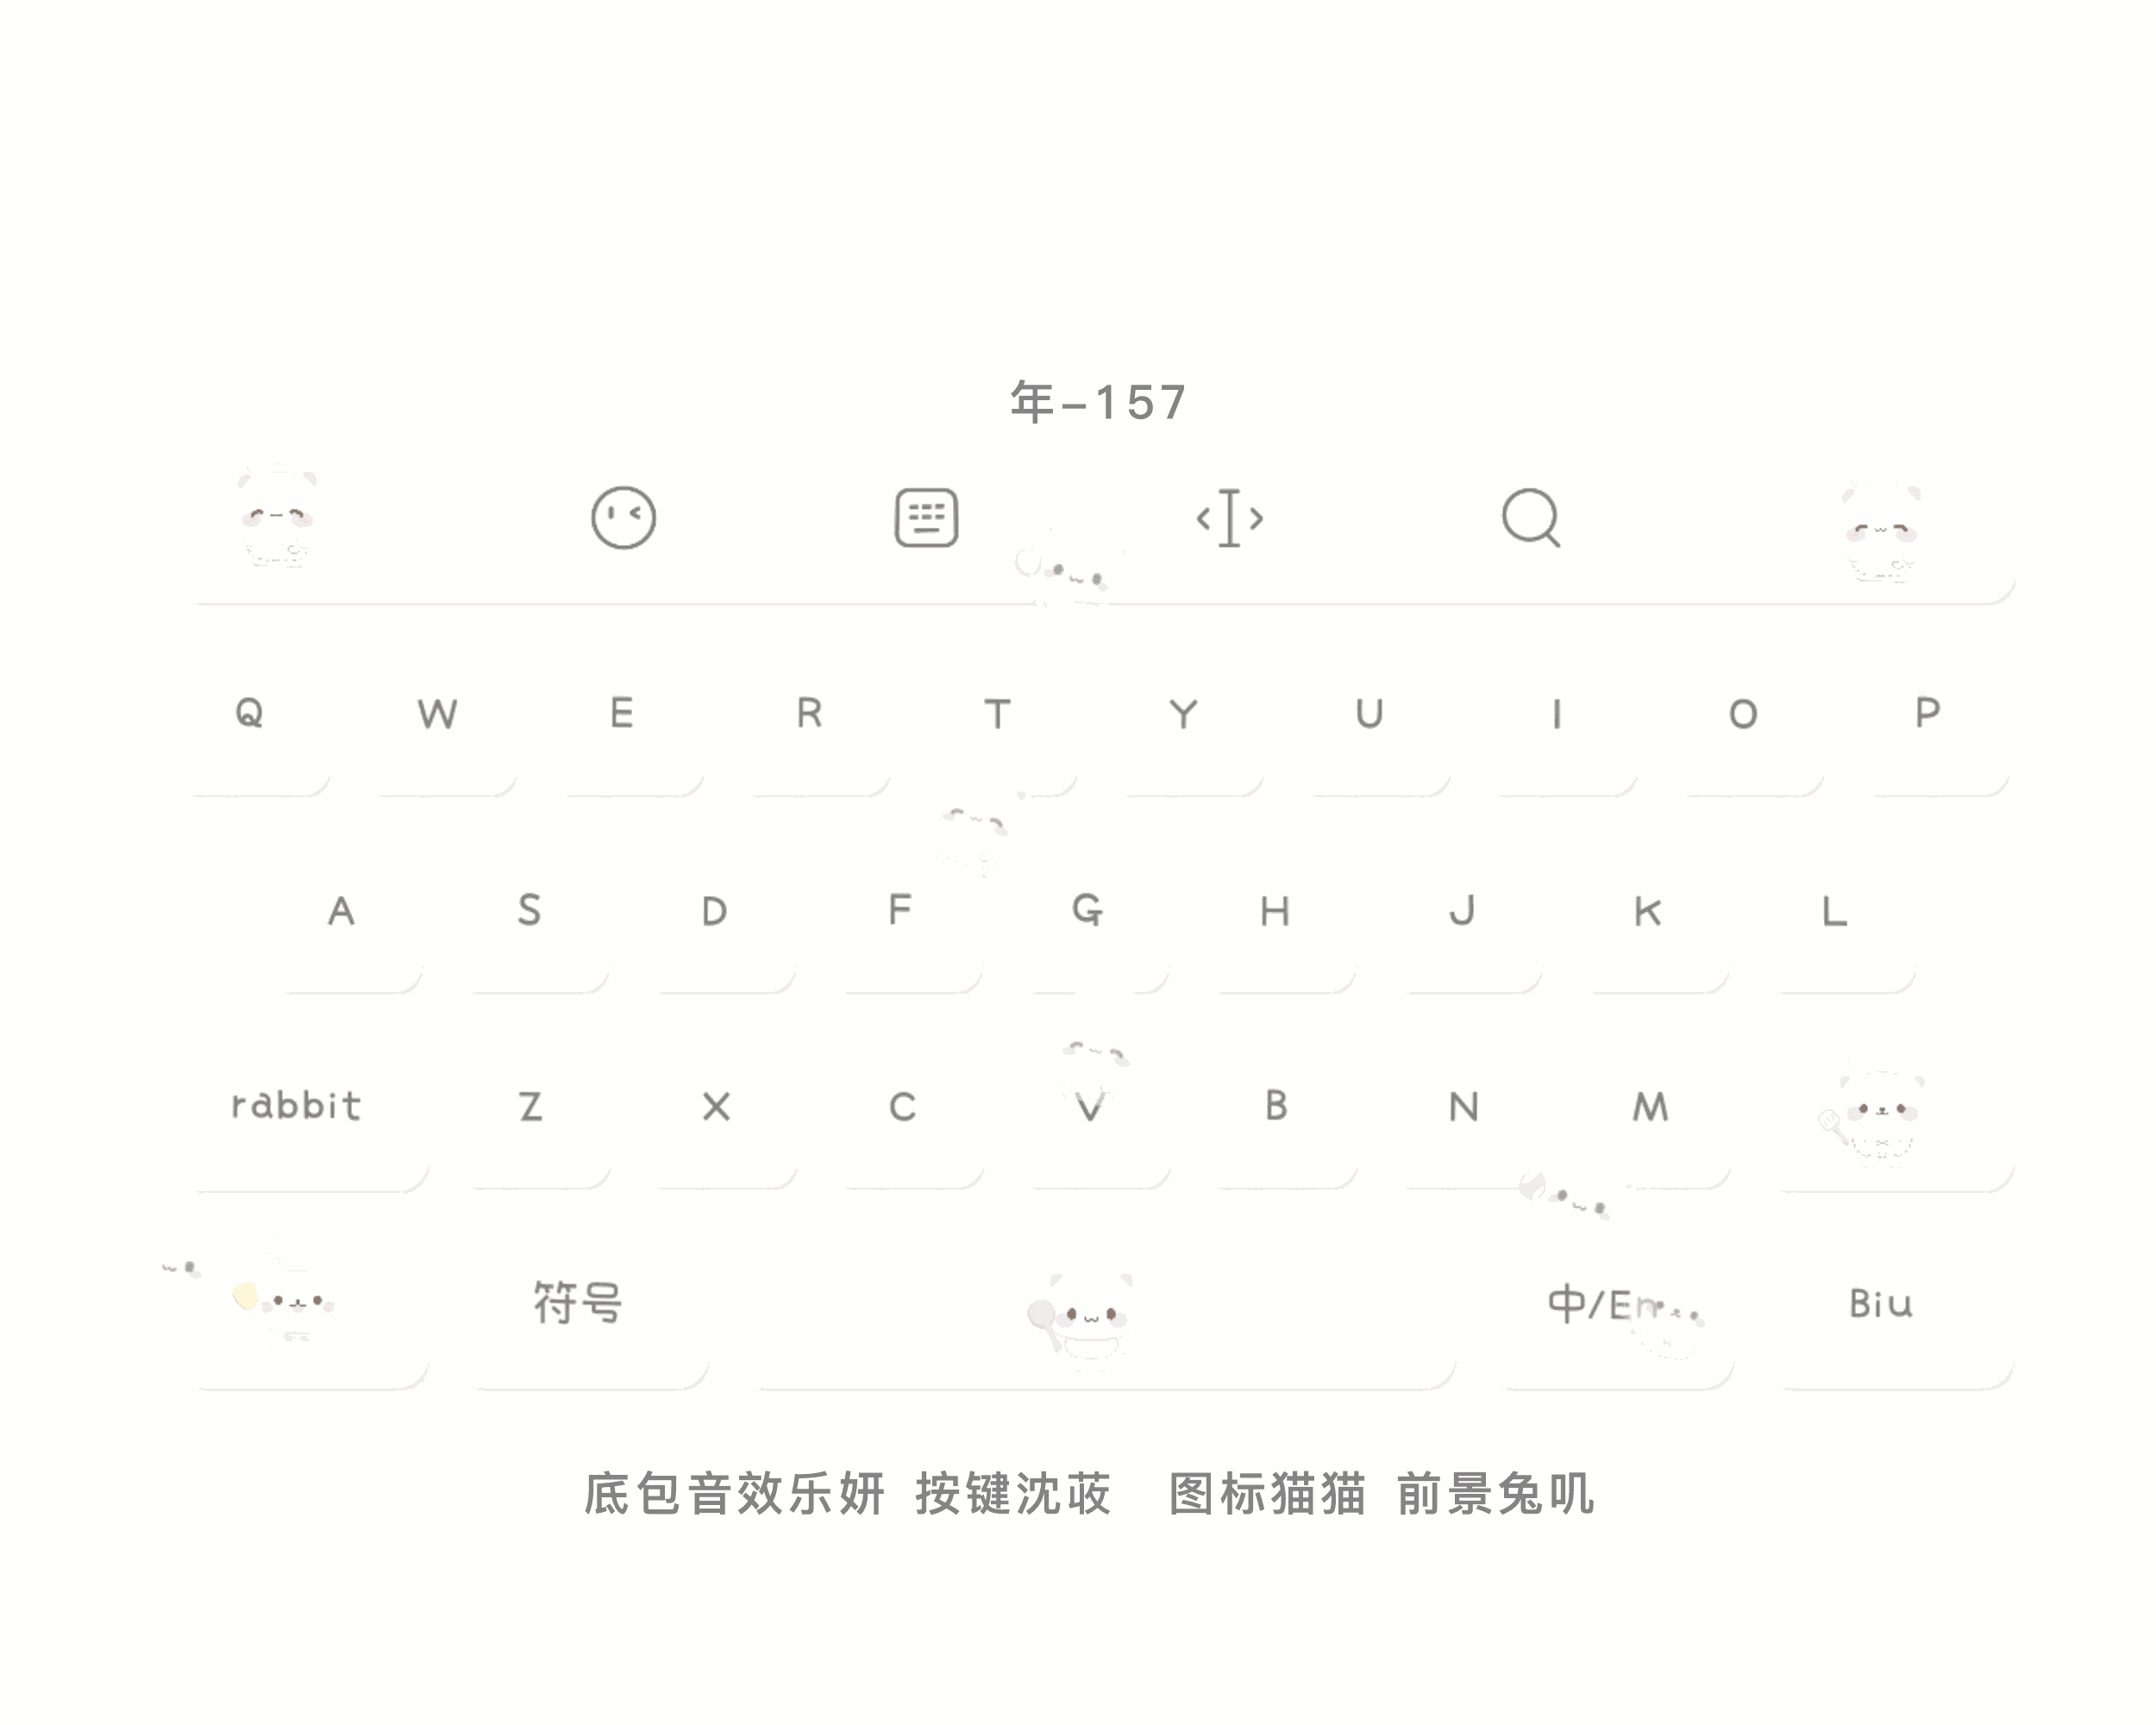 年-157
Q W E R T Y U I O P
A S D F G H J K L
rabbit Z X C V B N M
符号 中/En Biu
底包音效乐妍 按键沈荍 图标猫猫 前景兔叽